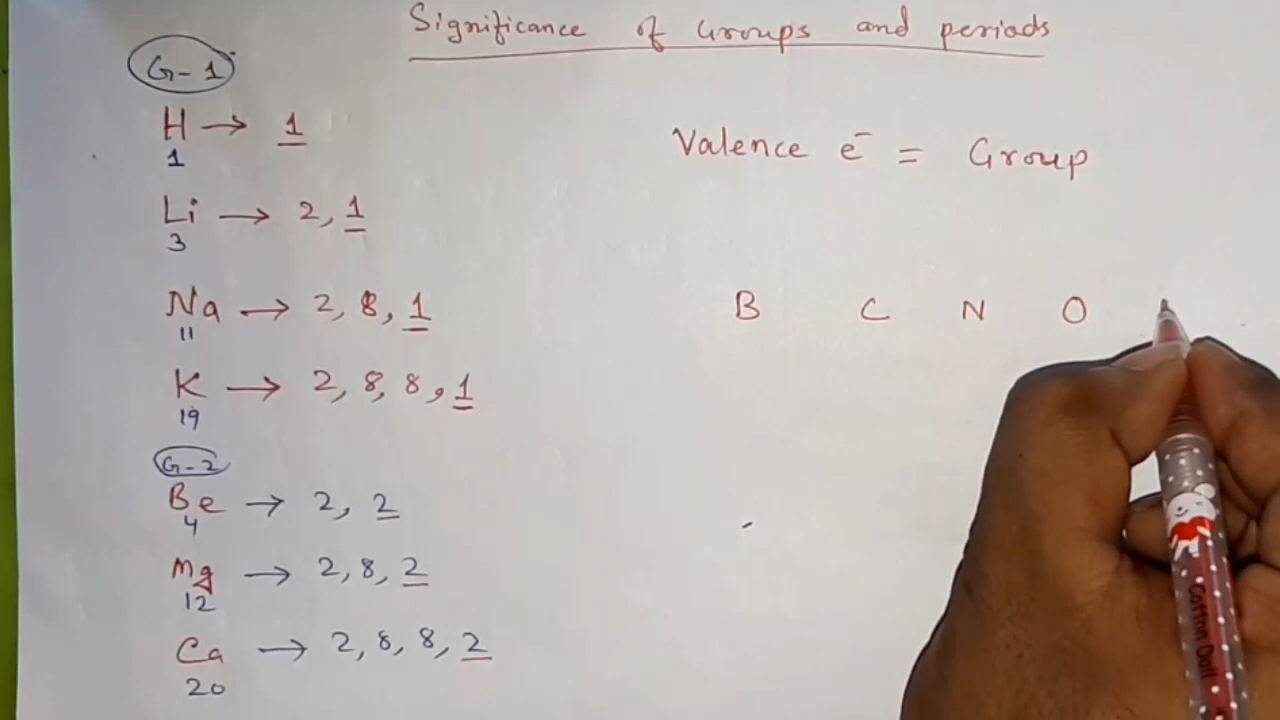 Significance of Groups and periods
G-1
H → 1
1
Li → 2, 1
3
Na → 2, 8, 1
11
K → 2, 8, 8, 1
19
G-2
Be → 2, 2
4
Mg → 2, 8, 2
12
Ca → 2, 8, 8, 2
20
Valence e⁻ = Group
B C N O
Cotton Doll